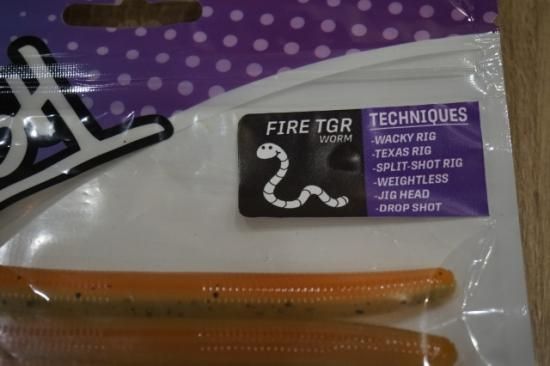 FIRE TGR
WORM
TECHNIQUES
-WACKY RIG
-TEXAS RIG
-SPLIT-SHOT RIG
-WEIGHTLESS
-JIG HEAD
-DROP SHOT